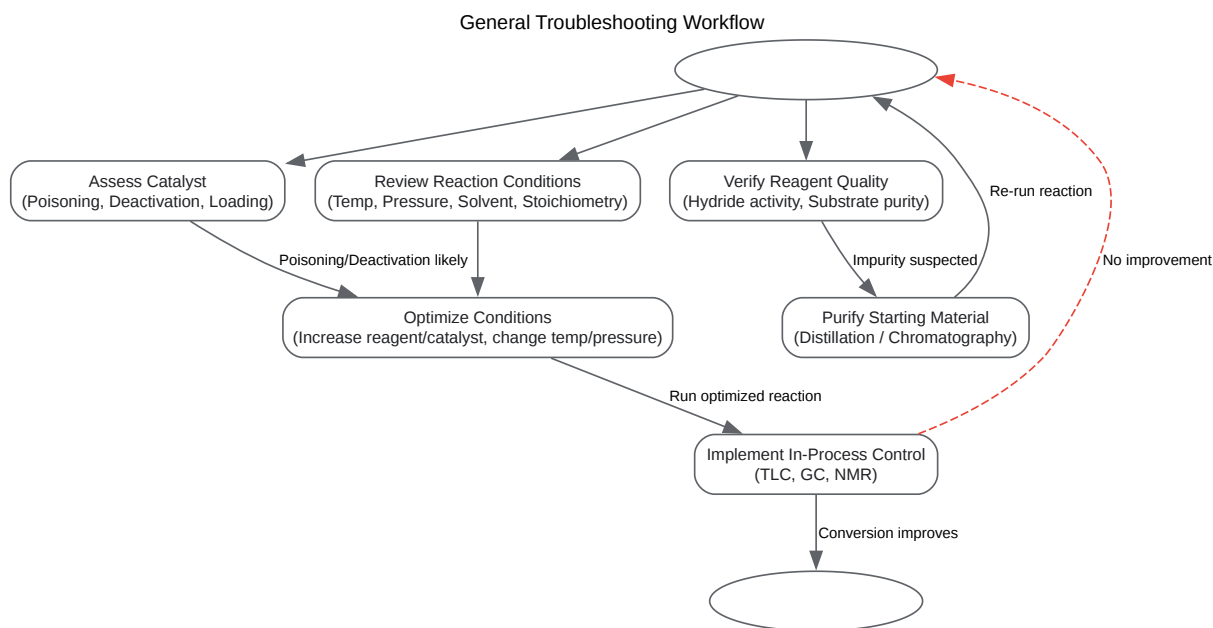 General Troubleshooting Workflow
Assess Catalyst
(Poisoning, Deactivation, Loading)
Review Reaction Conditions
(Temp, Pressure, Solvent, Stoichiometry)
Verify Reagent Quality
(Hydride activity, Substrate purity)
Re-run reaction
Poisoning/Deactivation likely
Impurity suspected
No improvement
Optimize Conditions
(Increase reagent/catalyst, change temp/pressure)
Purify Starting Material
(Distillation / Chromatography)
Run optimized reaction
Implement In-Process Control
(TLC, GC, NMR)
Conversion improves